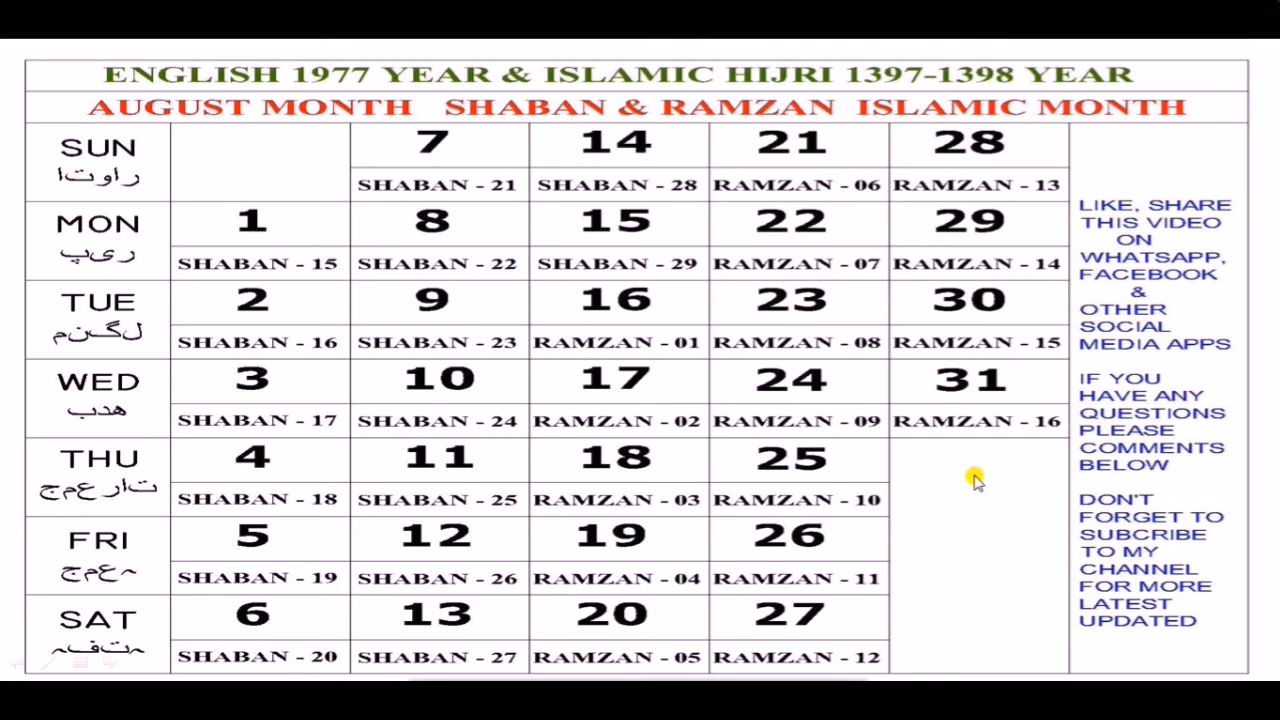 ENGLISH 1977 YEAR & ISLAMIC HIJRI 1397-1398 YEAR
AUGUST MONTH SHABAN & RAMZAN ISLAMIC MONTH
SUN 7 14 21 28
راوتا SHABAN - 21 SHABAN - 28 RAMZAN - 06 RAMZAN - 13
MON 1 8 15 22 29
ریپ SHABAN - 15 SHABAN - 22 SHABAN - 29 RAMZAN - 07 RAMZAN - 14
TUE 2 9 16 23 30
لگنم SHABAN - 16 SHABAN - 23 RAMZAN - 01 RAMZAN - 08 RAMZAN - 15
WED 3 10 17 24 31
ھدب SHABAN - 17 SHABAN - 24 RAMZAN - 02 RAMZAN - 09 RAMZAN - 16
THU 4 11 18 25
تارعمج SHABAN - 18 SHABAN - 25 RAMZAN - 03 RAMZAN - 10
FRI 5 12 19 26
ہعمج SHABAN - 19 SHABAN - 26 RAMZAN - 04 RAMZAN - 11
SAT 6 13 20 27
ہتفہ SHABAN - 20 SHABAN - 27 RAMZAN - 05 RAMZAN - 12
LIKE, SHARE
THIS VIDEO
ON
WHATSAPP,
FACEBOOK
&
OTHER
SOCIAL
MEDIA APPS
IF YOU
HAVE ANY
QUESTIONS
PLEASE
COMMENTS
BELOW
DON'T
FORGET TO
SUBCRIBE
TO MY
CHANNEL
FOR MORE
LATEST
UPDATED